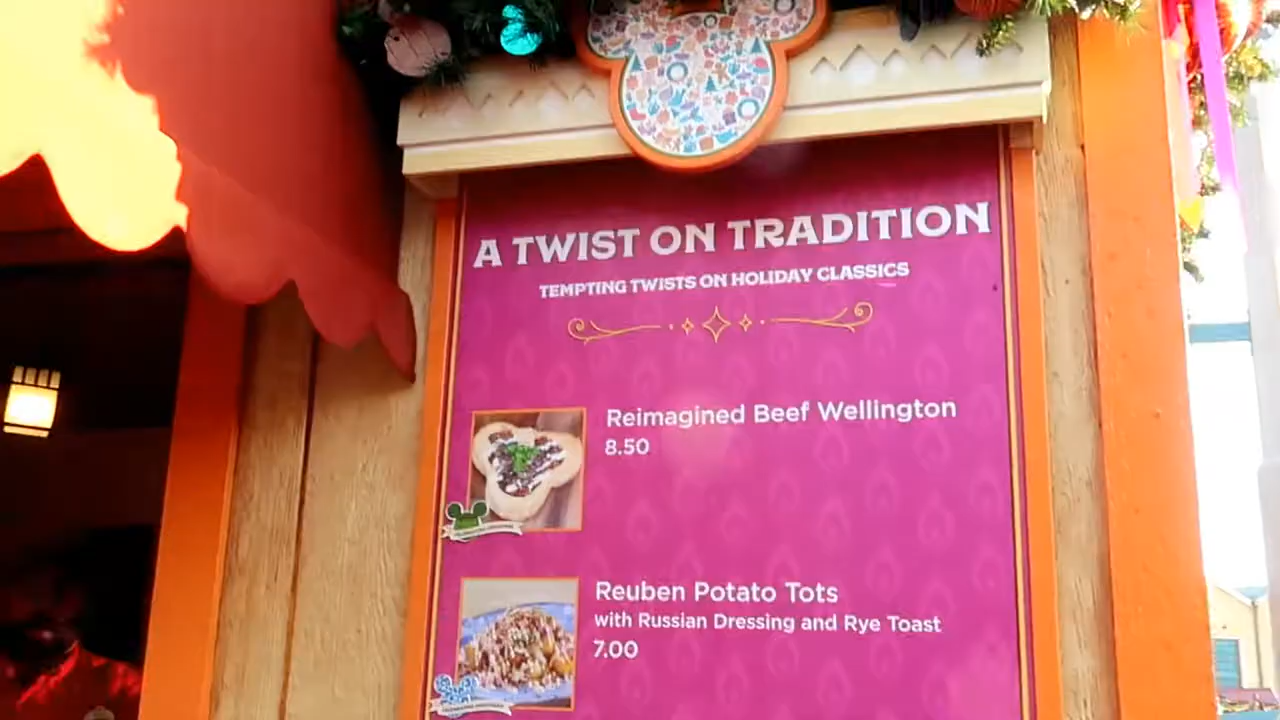 A TWIST ON TRADITION
TEMPTING TWISTS ON HOLIDAY CLASSICS
Reimagined Beef Wellington
8.50
Reuben Potato Tots
with Russian Dressing and Rye Toast
7.00